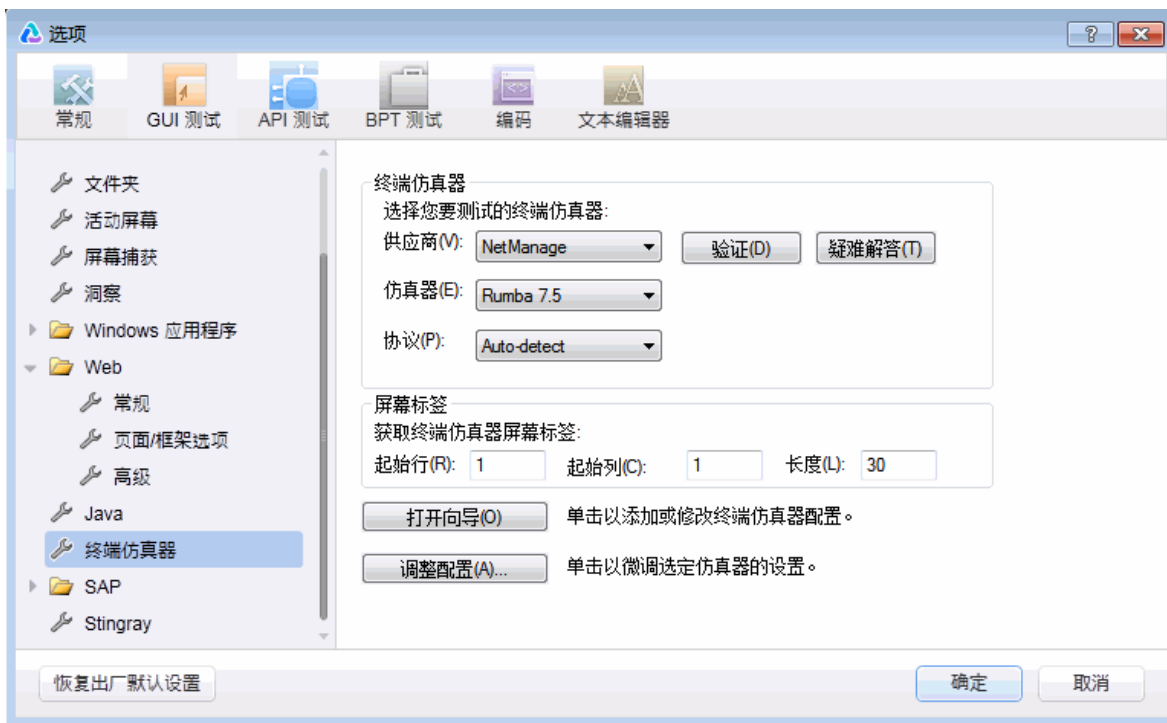 选项
常规
GUI 测试
API 测试
BPT 测试
编码
文本编辑器
文件夹
活动屏幕
屏幕捕获
洞察
Windows 应用程序
Web
常规
页面/框架选项
高级
Java
终端仿真器
SAP
Stingray
终端仿真器
选择您要测试的终端仿真器:
供应商(V): NetManage 验证(D) 疑难解答(T)
仿真器(E): Rumba 7.5
协议(P): Auto-detect
屏幕标签
获取终端仿真器屏幕标签:
起始行(R): 1 起始列(C): 1 长度(L): 30
打开向导(O) 单击以添加或修改终端仿真器配置。
调整配置(A)... 单击以微调选定仿真器的设置。
恢复出厂默认设置 确定 取消